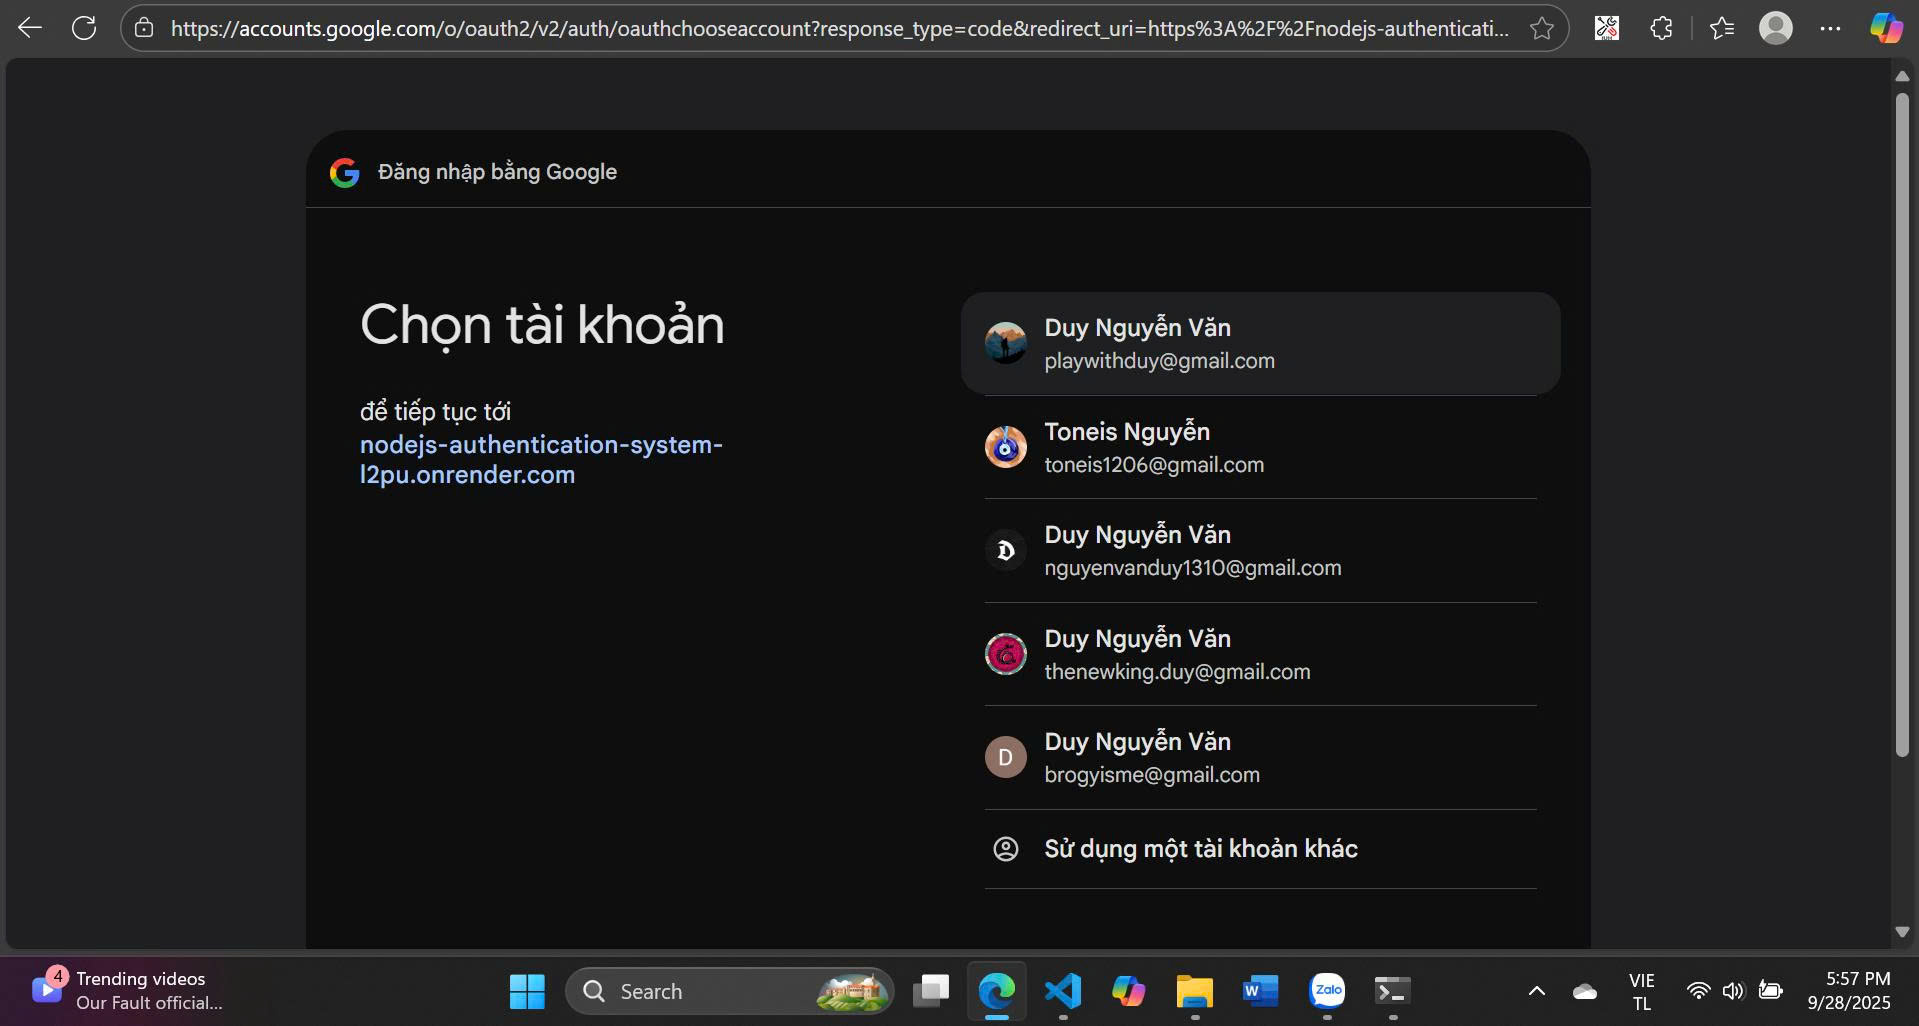 https://accounts.google.com/o/oauth2/v2/auth/oauthchooseaccount?response_type=code&redirect_uri=https%3A%2F%2Fnodejs-authenticati...
Đăng nhập bằng Google
Chọn tài khoản
để tiếp tục tới
nodejs-authentication-system-
l2pu.onrender.com
Duy Nguyễn Văn
playwithduy@gmail.com
Toneis Nguyễn
toneis1206@gmail.com
Duy Nguyễn Văn
nguyenvanduy1310@gmail.com
Duy Nguyễn Văn
thenewking.duy@gmail.com
D
Duy Nguyễn Văn
brogyisme@gmail.com
Sử dụng một tài khoản khác
4
Trending videos
Our Fault official...
Search
W
Zalo
VIE
TL
5:57 PM
9/28/2025